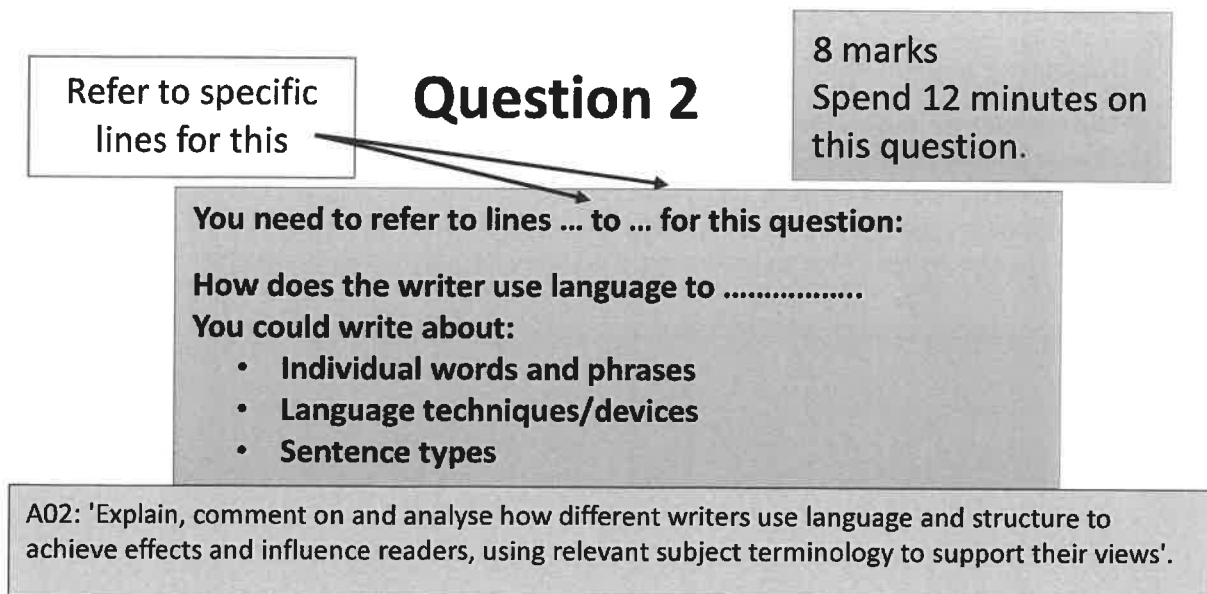 Refer to specific
lines for this
Question 2
8 marks
Spend 12 minutes on
this question.
You need to refer to lines ... to ... for this question:
How does the writer use language to ..................
You could write about:
• Individual words and phrases
• Language techniques/devices
• Sentence types
A02: 'Explain, comment on and analyse how different writers use language and structure to
achieve effects and influence readers, using relevant subject terminology to support their views'.